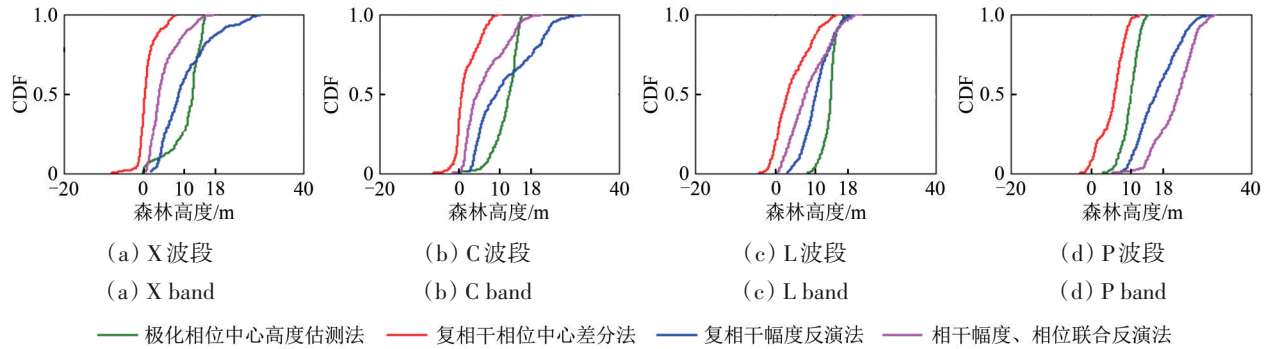 1.0
0.5
0
CDF
-20 0 10 18 40
森林高度/m
(a) X波段
(a) X band
1.0
0.5
0
CDF
-20 0 10 18 40
森林高度/m
(b) C波段
(b) C band
1.0
0.5
0
CDF
-20 0 10 18 40
森林高度/m
(c) L波段
(c) L band
1.0
0.5
0
CDF
-20 0 10 18 40
森林高度/m
(d) P波段
(d) P band
极化相位中心高度估测法 复相干相位中心差分法 复相干幅度反演法 相干幅度、相位联合反演法